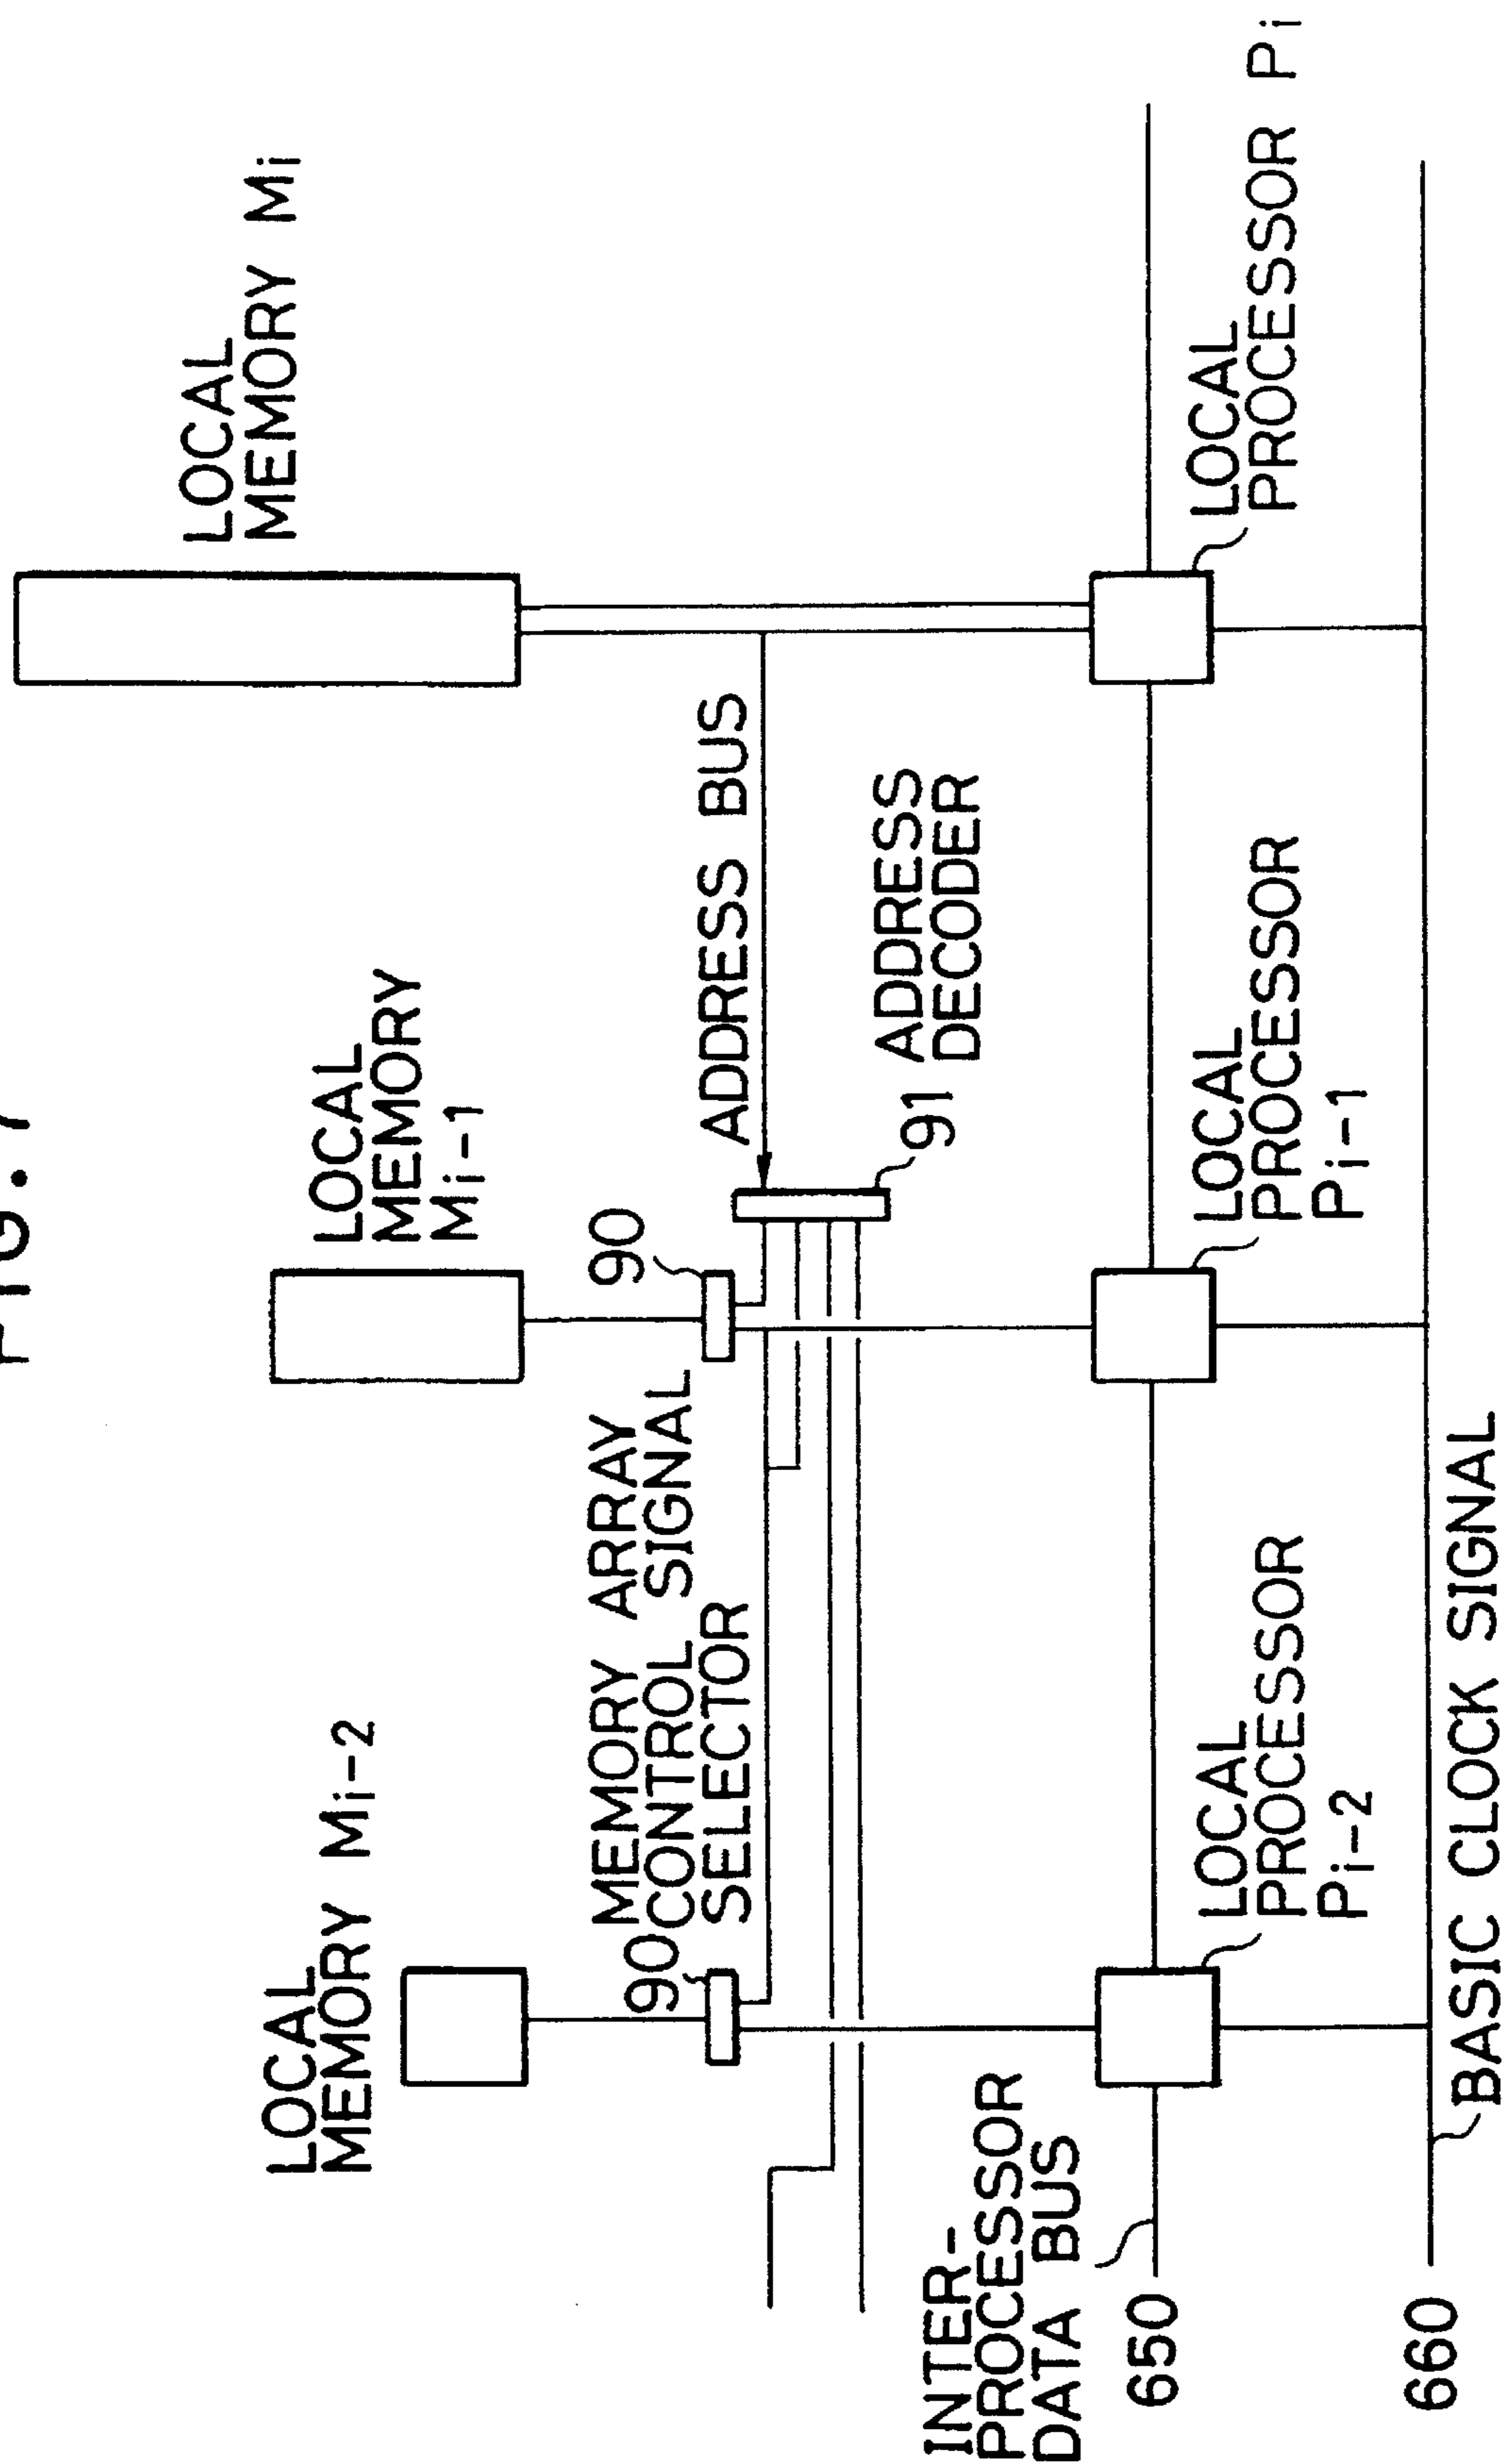 FIG. 7
LOCAL
MEMORY Mi-2
LOCAL
MEMORY
Mi-1
LOCAL
MEMORY Mi
90
MEMORY ARRAY
CONTROL SIGNAL
SELECTOR
90
ADDRESS BUS
91
ADDRESS
DECODER
INTER-
PROCESSOR
DATA BUS
650
LOCAL
PROCESSOR
Pi-2
LOCAL
PROCESSOR
Pi-1
LOCAL
PROCESSOR Pi
660
BASIC CLOCK SIGNAL